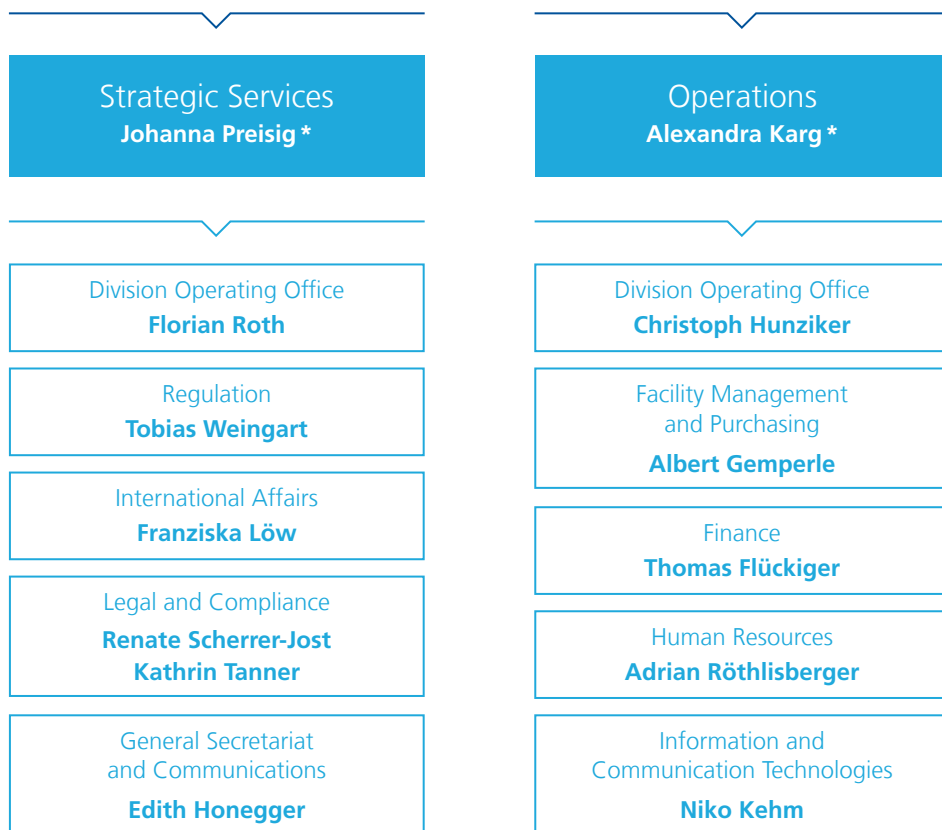 Strategic Services
Johanna Preisig *
Division Operating Office
Florian Roth
Regulation
Tobias Weingart
International Affairs
Franziska Löw
Legal and Compliance
Renate Scherrer-Jost
Kathrin Tanner
General Secretariat
and Communications
Edith Honegger
Operations
Alexandra Karg *
Division Operating Office
Christoph Hunziker
Facility Management
and Purchasing
Albert Gemperle
Finance
Thomas Flückiger
Human Resources
Adrian Röthlisberger
Information and
Communication Technologies
Niko Kehm